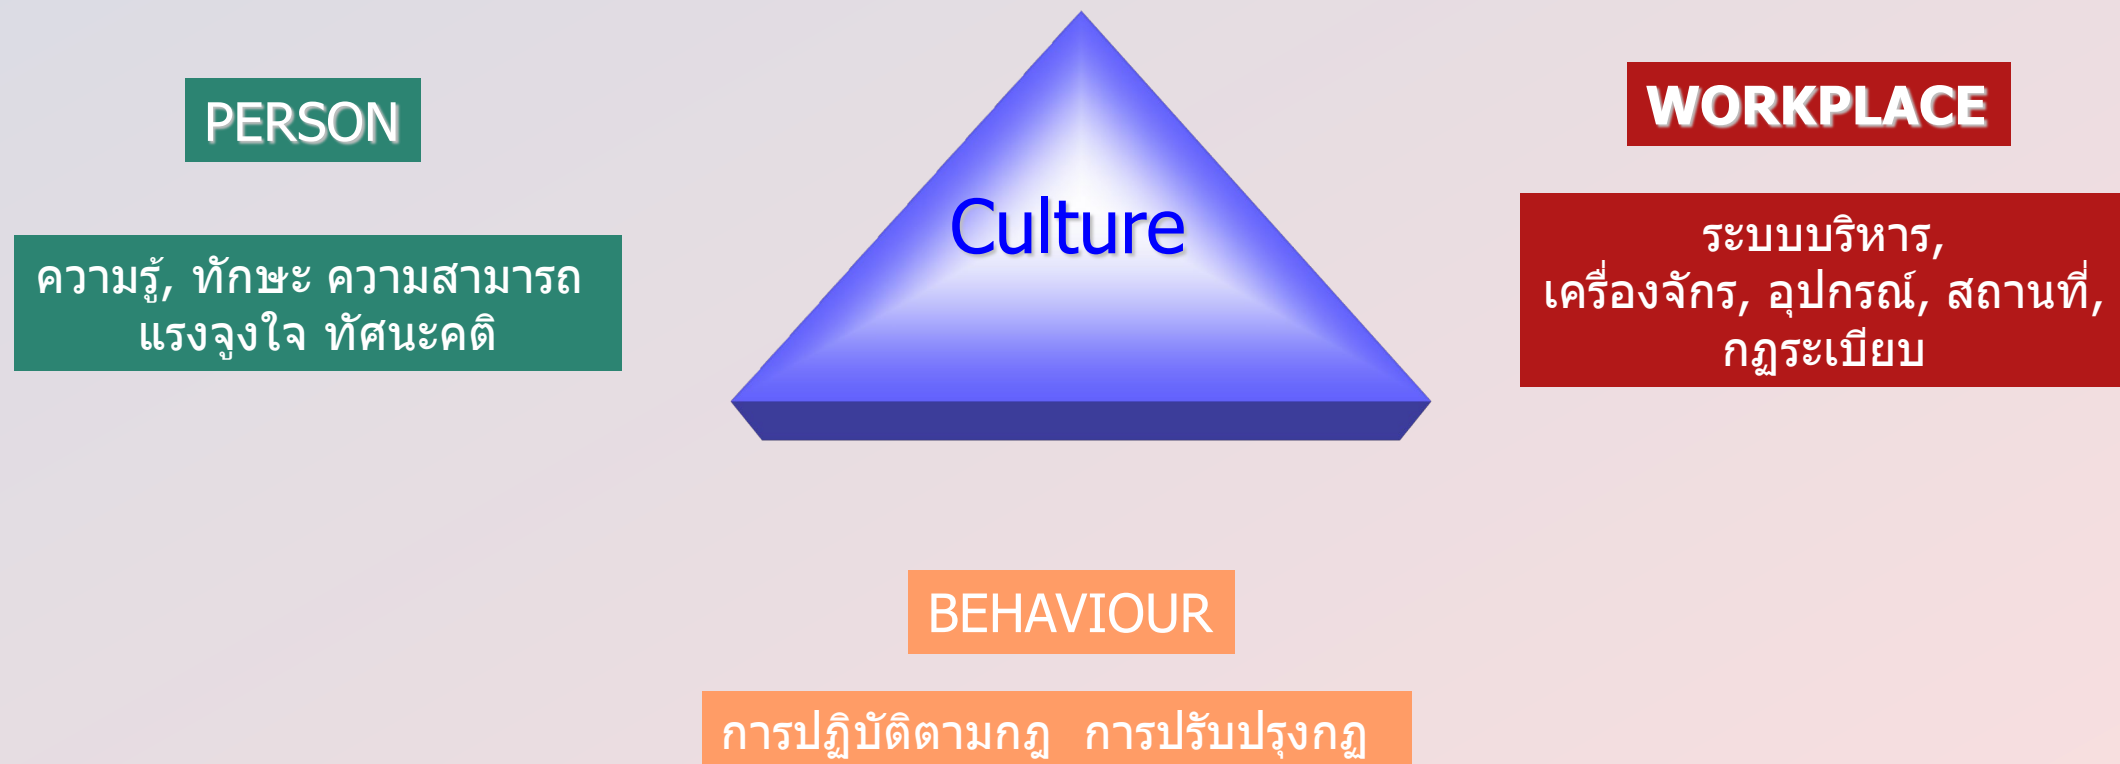 PERSON
ความรู้, ทักษะ ความสามารถ
แรงจูงใจ ทัศนะคติ
Culture
WORKPLACE
ระบบบริหาร,
เครื่องจักร, อุปกรณ์, สถานที่,
กฏระเบียบ
BEHAVIOUR
การปฏิบัติตามกฎ การปรับปรุงกฏ